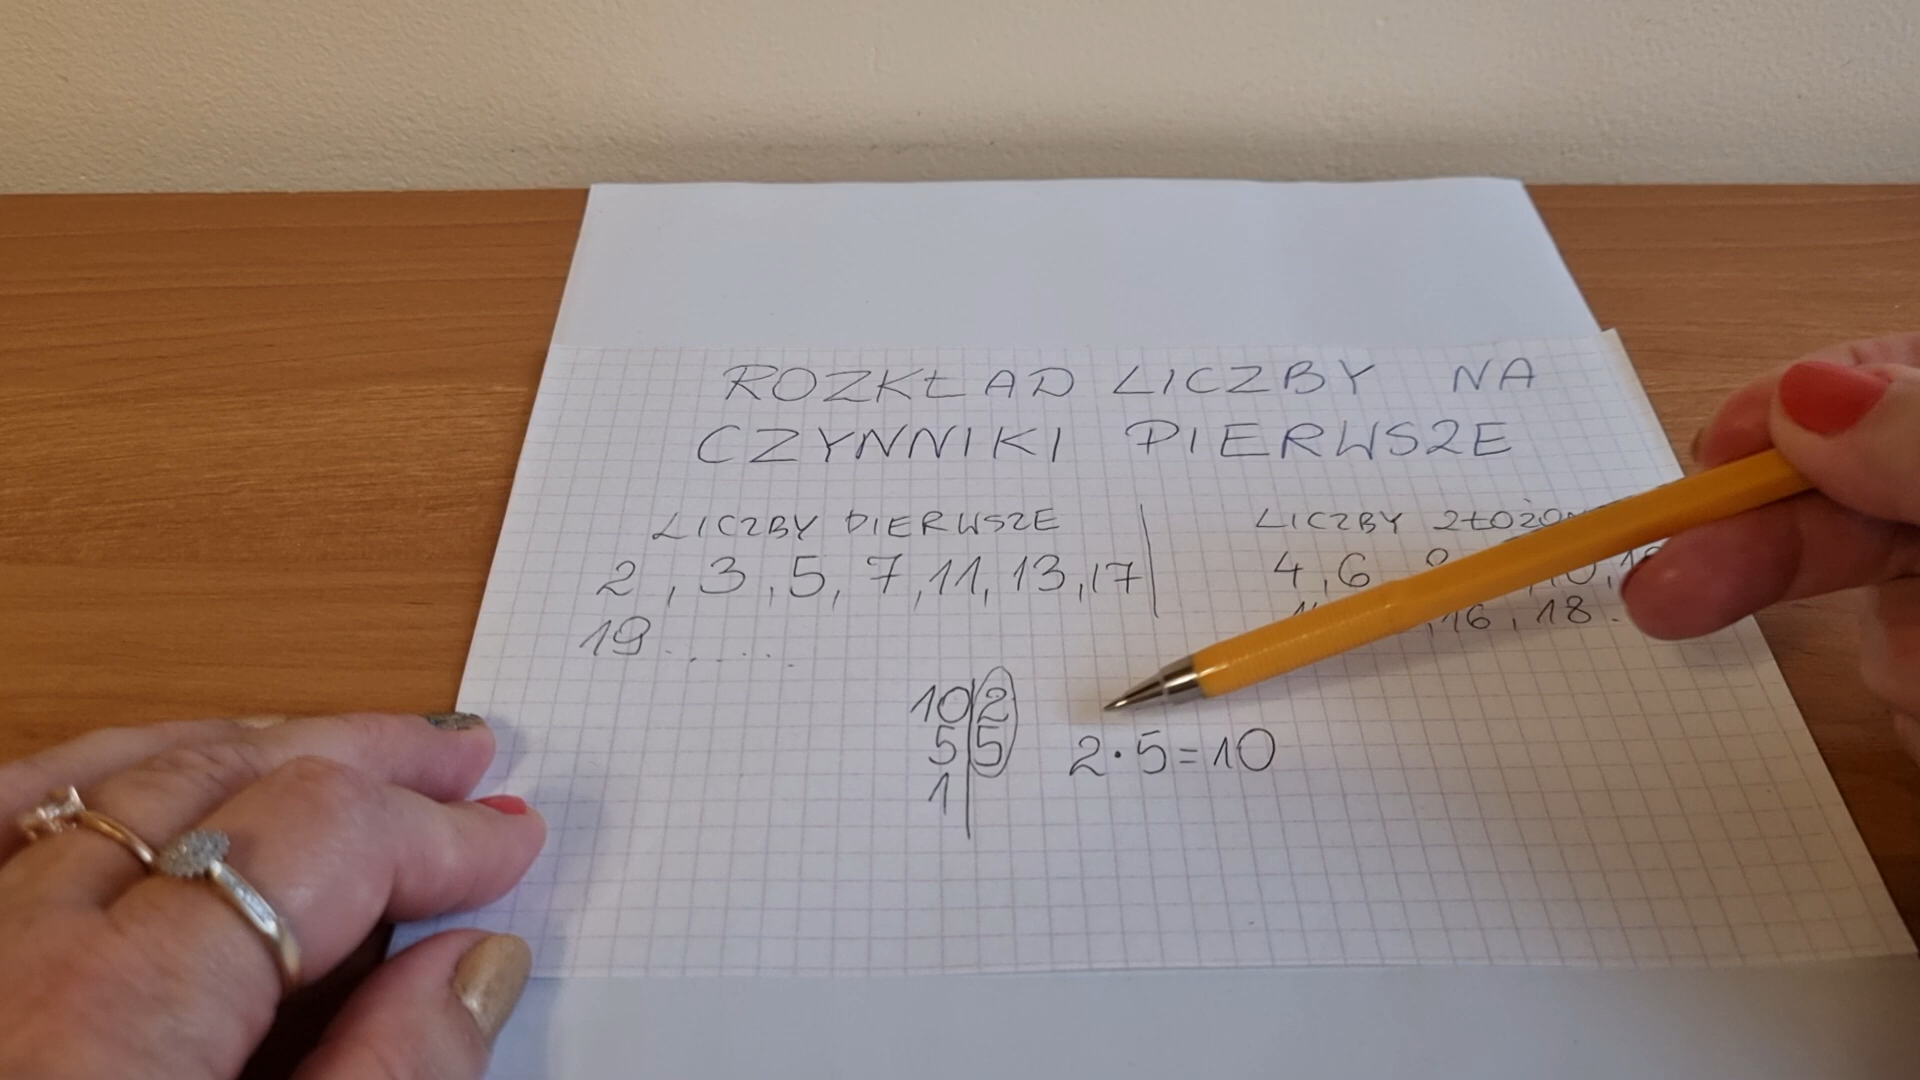 ROZKŁAD LICZBY NA
CZYNNIKI PIERWSZE
LICZBY PIERWSZE
2, 3, 5, 7, 11, 13, 17
19......
LICZBY
4, 6
, 16, 18.
10|2
5|5
1|
2·5=10